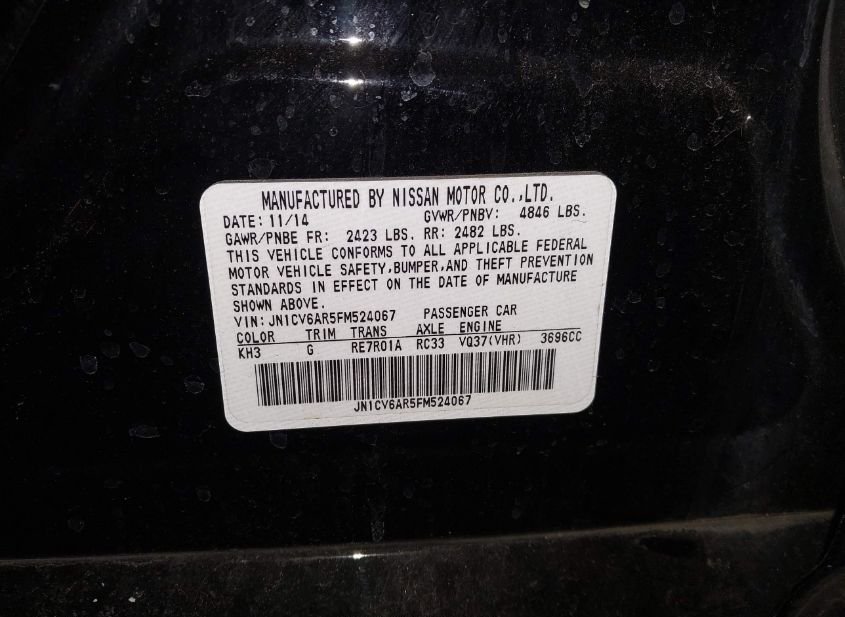 MANUFACTURED BY NISSAN MOTOR CO.,LTD.
DATE: 11/14 GVWR/PNBV: 4846 LBS.
GAWR/PNBE FR: 2423 LBS. RR: 2482 LBS.
THIS VEHICLE CONFORMS TO ALL APPLICABLE FEDERAL
MOTOR VEHICLE SAFETY,BUMPER,AND THEFT PREVENTION
STANDARDS IN EFFECT ON THE DATE OF MANUFACTURE
SHOWN ABOVE.
VIN: JN1CV6AR5FM524067 PASSENGER CAR
COLOR TRIM TRANS AXLE ENGINE
KH3 G RE7R01A RC33 VQ37(VHR) 3696CC
JN1CV6AR5FM524067